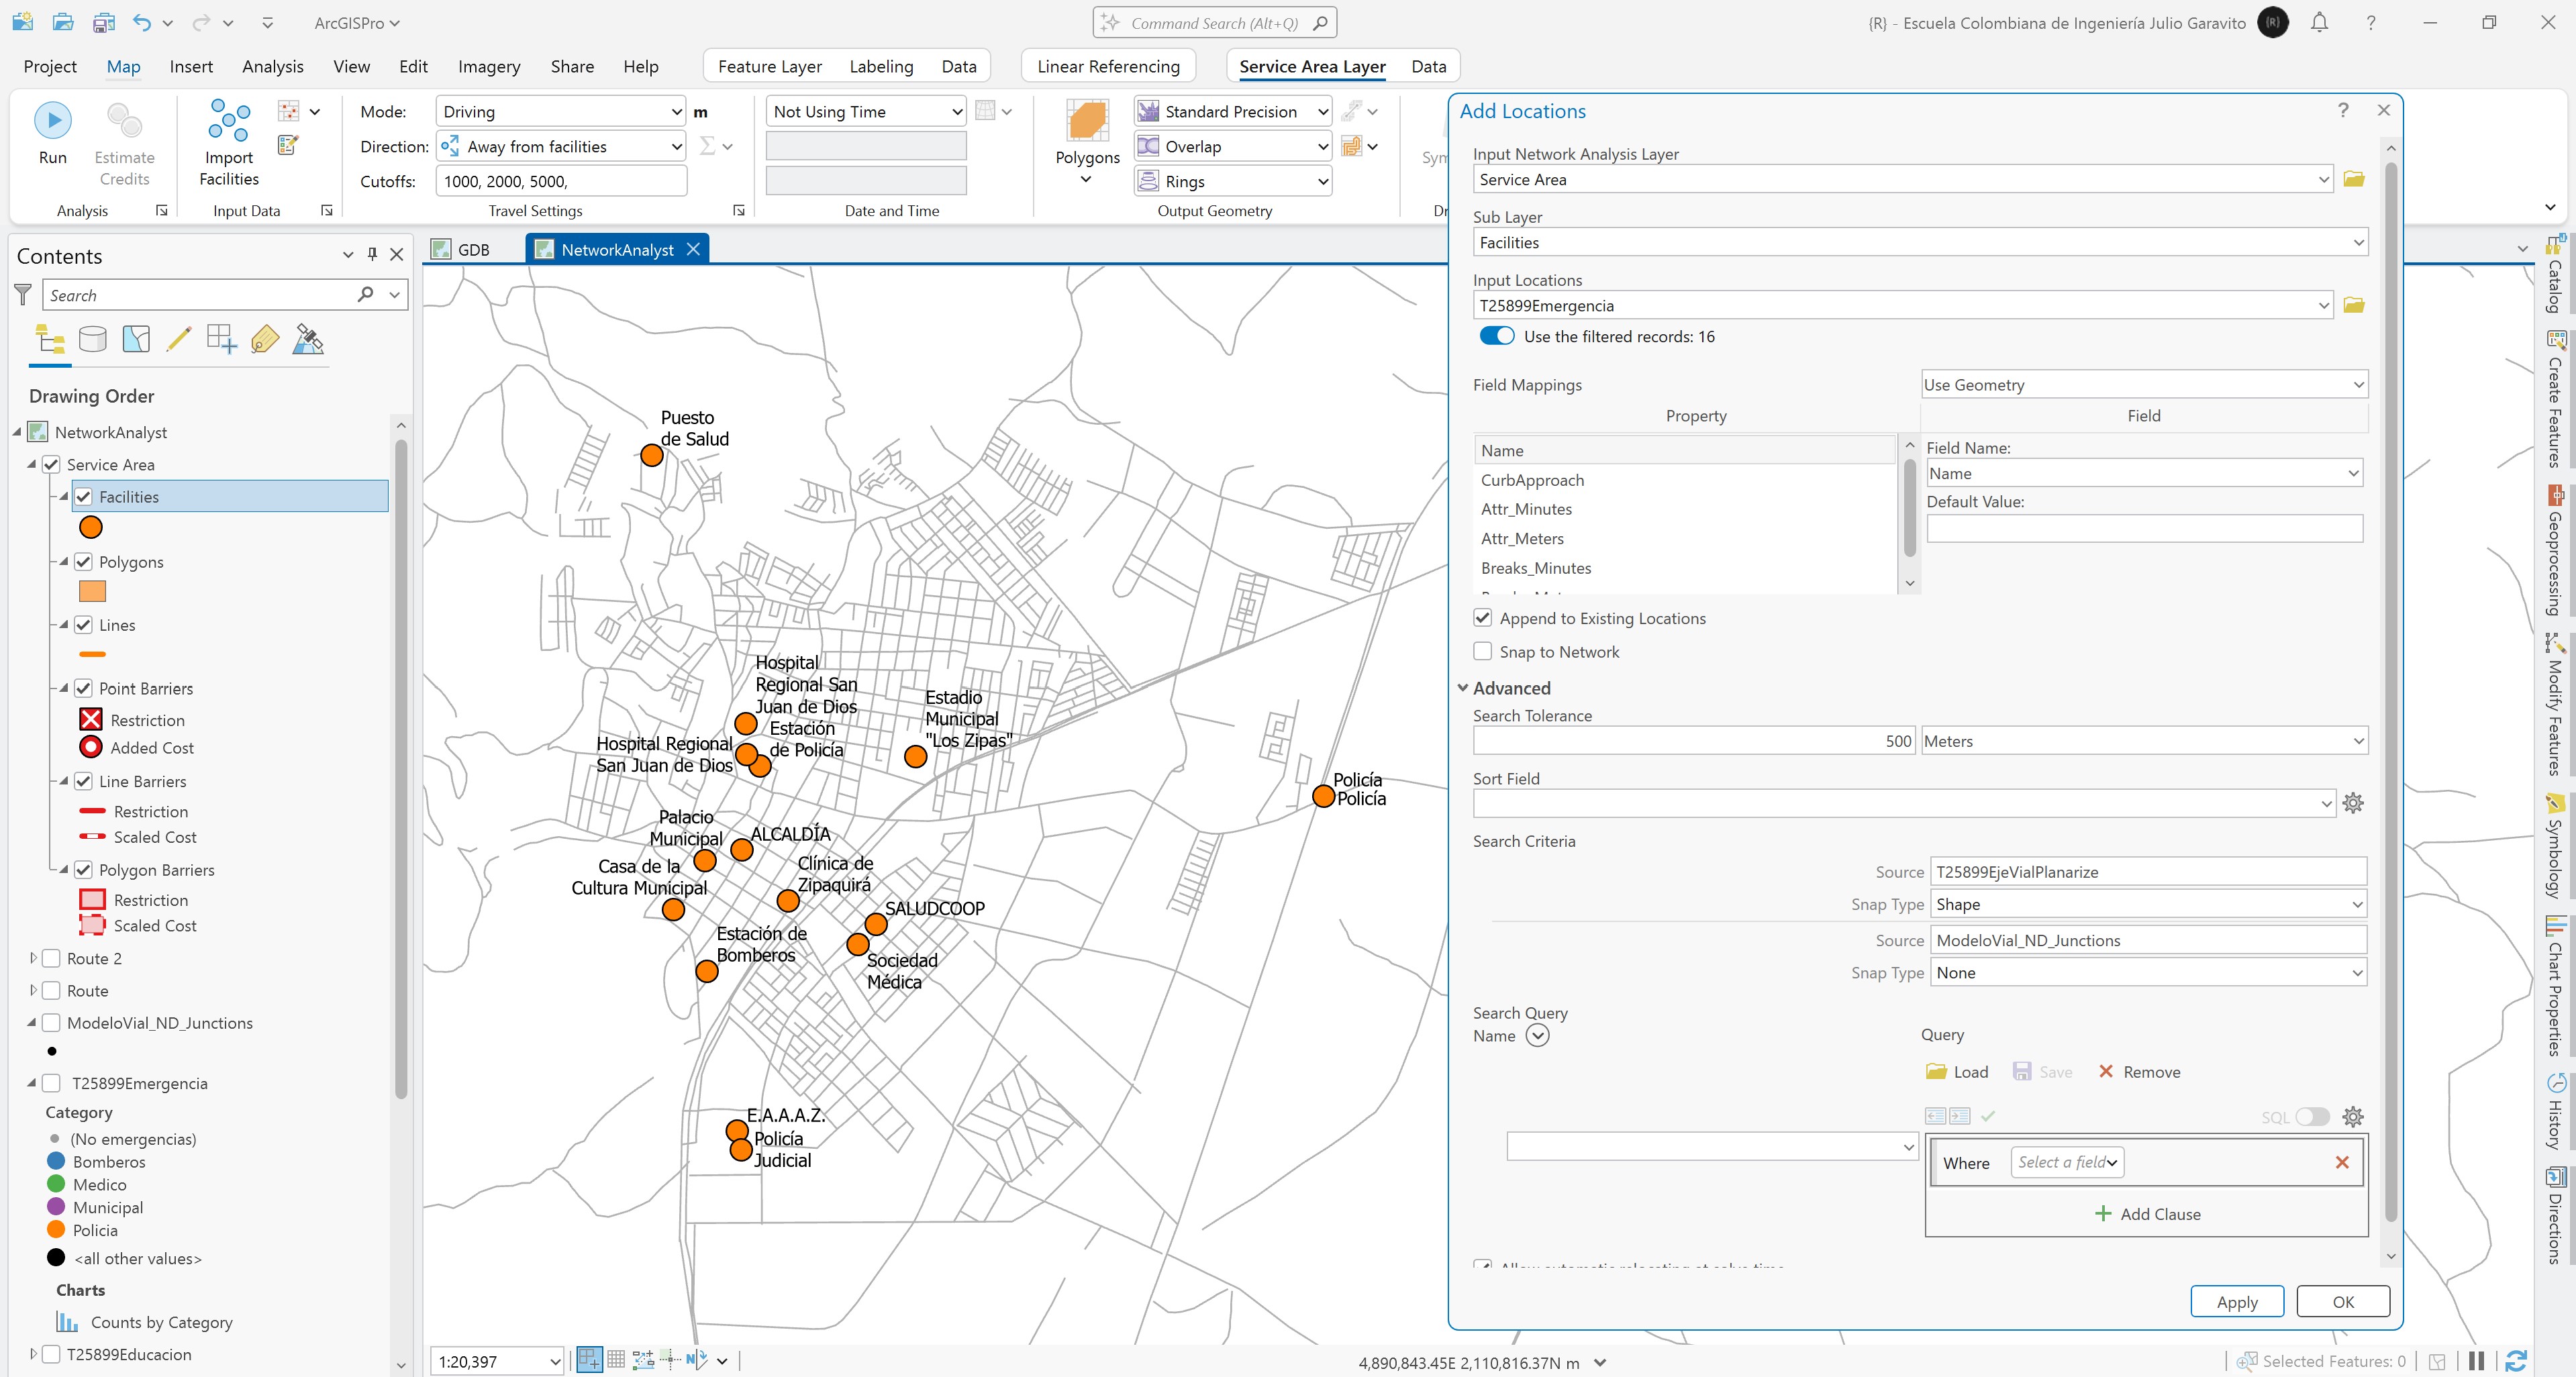 ArcGISPro
Command Search (Alt+Q)
{R} - Escuela Colombiana de Ingeniería Julio Garavito
(R)
?
Project
Map
Insert
Analysis
View
Edit
Imagery
Share
Help
Feature Layer
Labeling
Data
Linear Referencing
Service Area Layer
Data
Run
Estimate
Credits
Analysis
Import
Facilities
Input Data
Mode:
Driving
m
Direction:
Away from facilities
Cutoffs:
1000, 2000, 5000,
Travel Settings
Not Using Time
Date and Time
Polygons
Standard Precision
Overlap
Rings
Output Geometry
Contents
Search
Drawing Order
NetworkAnalyst
Service Area
Facilities
Polygons
Lines
Point Barriers
Restriction
Added Cost
Line Barriers
Restriction
Scaled Cost
Polygon Barriers
Restriction
Scaled Cost
Route 2
Route
ModeloVial_ND_Junctions
T25899Emergencia
Category
(No emergencias)
Bomberos
Medico
Municipal
Policia
<all other values>
Charts
Counts by Category
T25899Educacion
GDB
NetworkAnalyst
Puesto
de Salud
Hospital
Regional San
Juan de Dios
Estación
de Policía
Hospital Regional
San Juan de Dios
Estadio
Municipal
"Los Zipas"
Policía
Policía
Palacio
Municipal
ALCALDÍA
Casa de la
Cultura Municipal
Clínica de
Zipaquirá
SALUDCOOP
Estación de
Bomberos
Sociedad
Médica
E.A.A.A.Z.
Policía
Judicial
1:20,397
4,890,843.45E 2,110,816.37N m
Selected Features: 0
Add Locations
?
Input Network Analysis Layer
Service Area
Sub Layer
Facilities
Input Locations
T25899Emergencia
Use the filtered records: 16
Field Mappings
Use Geometry
Property
Field
Name
CurbApproach
Attr_Minutes
Attr_Meters
Breaks_Minutes
Field Name:
Name
Default Value:
Append to Existing Locations
Snap to Network
Advanced
Search Tolerance
500
Meters
Sort Field
Search Criteria
Source
T25899EjeVialPlanarize
Snap Type
Shape
Source
ModeloVial_ND_Junctions
Snap Type
None
Search Query
Name
Query
Load
Save
Remove
SQL
Where
Select a field
Add Clause
Apply
OK
Catalog
Create Features
Geoprocessing
Modify Features
Symbology
Chart Properties
History
Directions